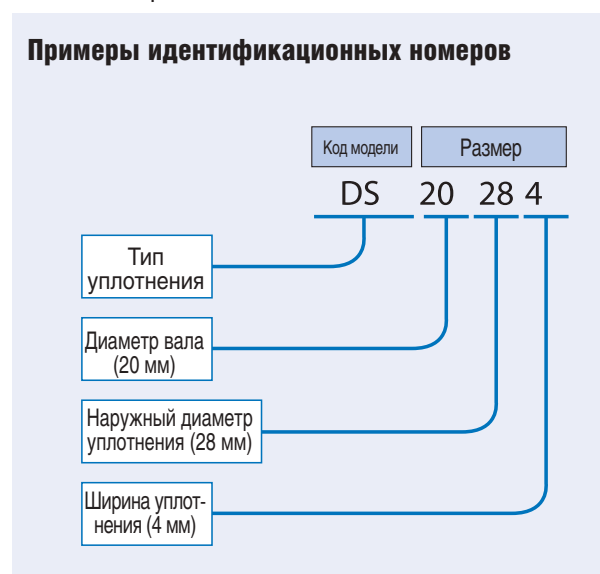 Примеры идентификационных номеров
Код модели Размер
DS 20 28 4
Тип
уплотнения
Диаметр вала
(20 мм)
Наружный диаметр
уплотнения (28 мм)
Ширина уплот-
нения (4 мм)